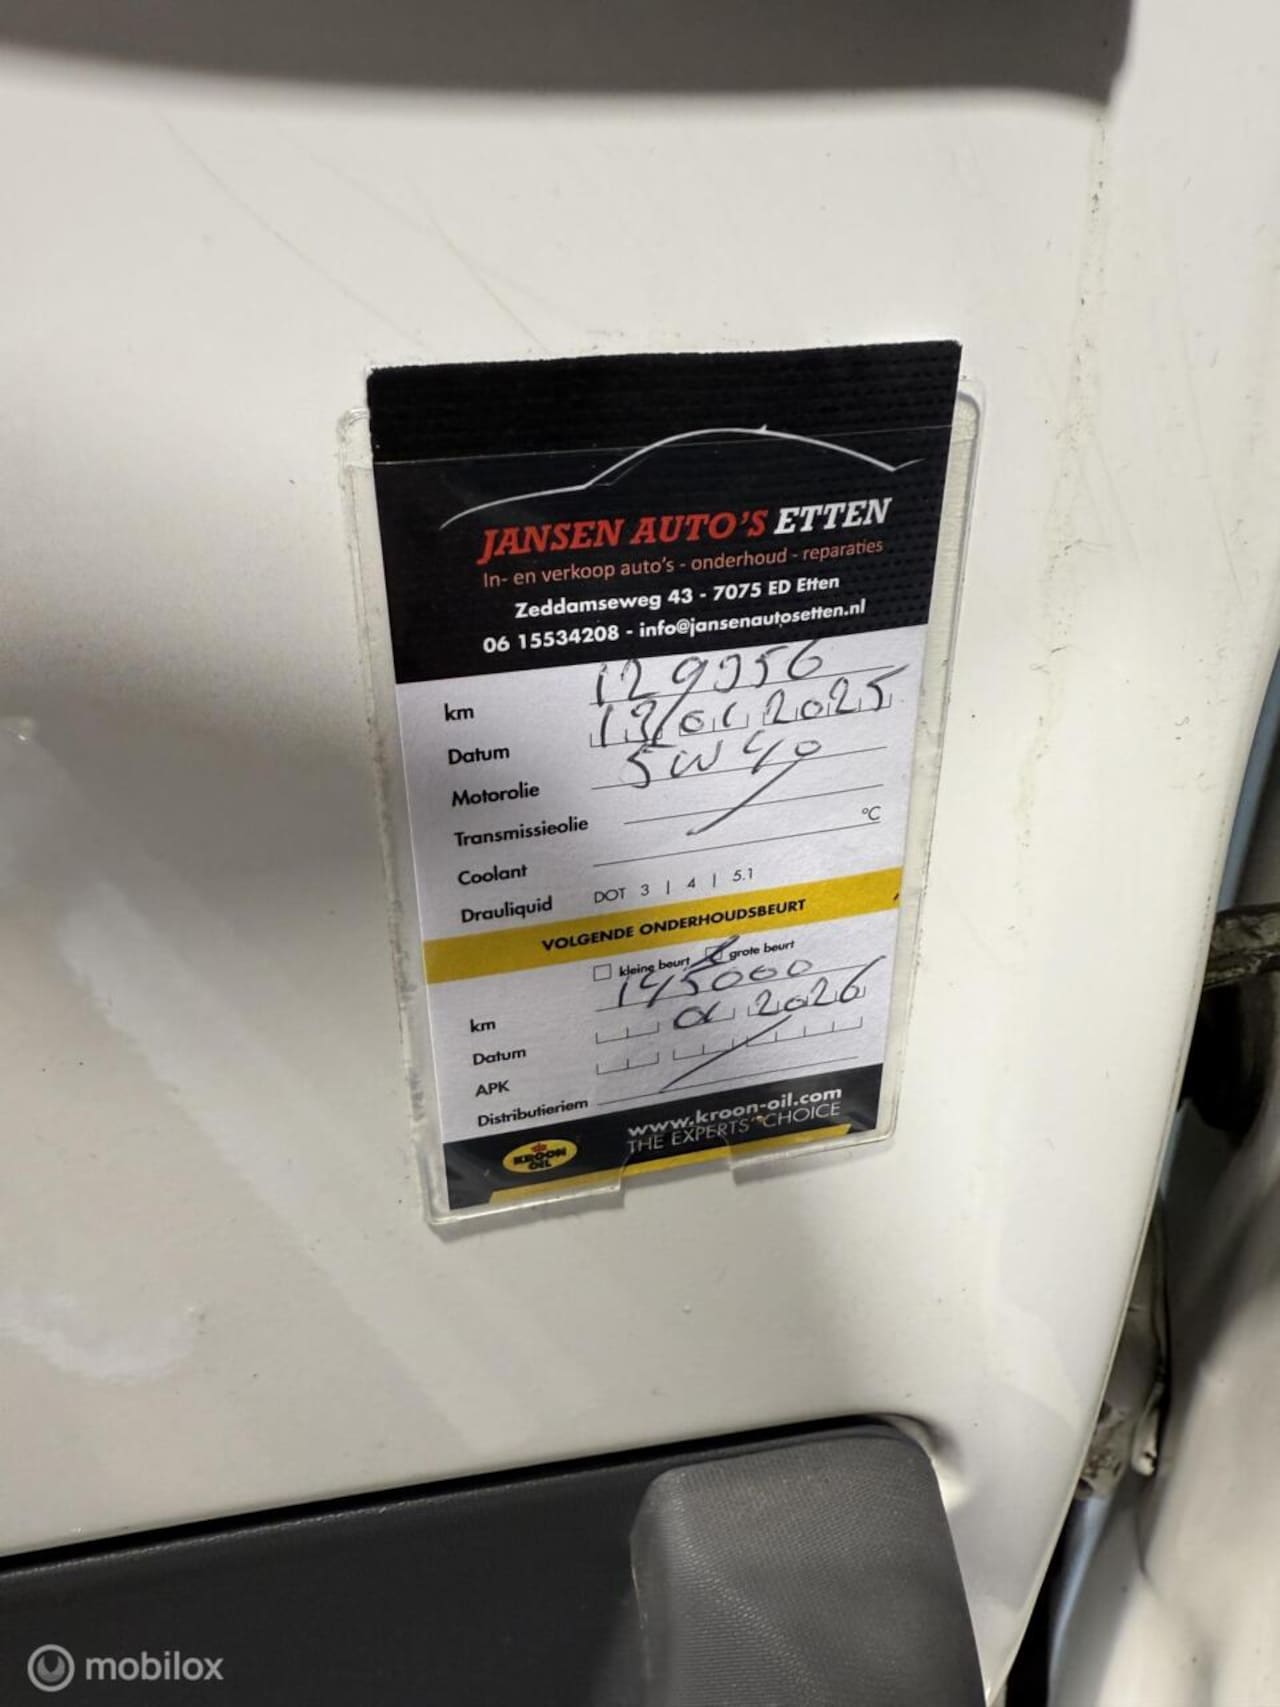 JANSEN AUTO'S ETTEN
In- en verkoop auto's - onderhoud - reparaties
Zeddamseweg 43 - 7075 ED Etten
06 15534208 - info@jansenautosetten.nl
km 129956
Datum 13/01 2025
Motorolie 5W40
Transmissieolie
Coolant °C
Drauliquid DOT 3 | 4 | 5.1
VOLGENDE ONDERHOUDSBEURT
kleine beurt grote beurt
km 145000
Datum 01 2026
APK
Distributieriem
KROON OIL
www.kroon-oil.com
THE EXPERTS' CHOICE
mobilox